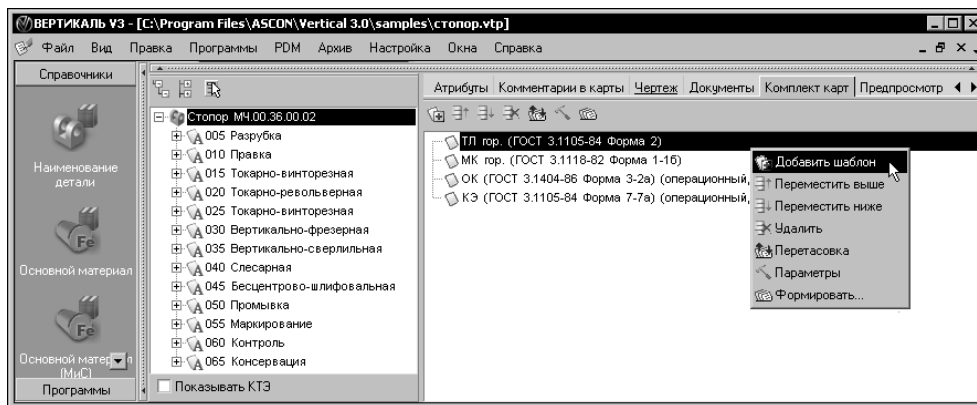 ВЕРТИКАЛЬ V3 - [C:\Program Files\ASCON\Vertical 3.0\samples\стопор.vtp]
Файл Вид Правка Программы PDM Архив Настройка Окна Справка
Справочники
Наименование
детали
Основной материал
Основной материал
(МиС)
Программы
Стопор МЧ.00.36.00.02
005 Разрубка
010 Правка
015 Токарно-винторезная
020 Токарно-револьверная
025 Токарно-винторезная
030 Вертикально-фрезерная
035 Вертикально-сверлильная
040 Слесарная
045 Бесцентрово-шлифовальная
050 Промывка
055 Маркирование
060 Контроль
065 Консервация
Показывать КТЭ
Атрибуты Комментарии в карты Чертеж Документы Комплект карт Предпросмотр
ТЛ гор. (ГОСТ 3.1105-84 Форма 2)
МК гор. (ГОСТ 3.1118-82 Форма 1-1б)
ОК (ГОСТ 3.1404-86 Форма 3-2а) (операционный,
КЭ (ГОСТ 3.1105-84 Форма 7-7а) (операционный,
Добавить шаблон
Переместить выше
Переместить ниже
Удалить
Перетасовка
Параметры
Формировать...